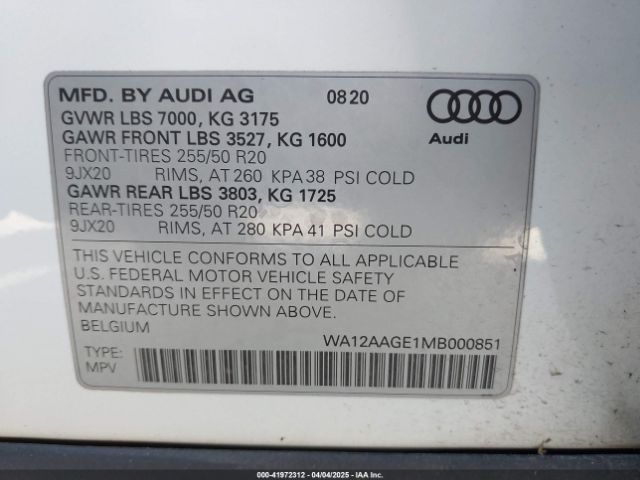 MFD. BY AUDI AG 0820
GVWR LBS 7000, KG 3175
GAWR FRONT LBS 3527, KG 1600
Audi
FRONT-TIRES 255/50 R20
9JX20 RIMS, AT 260 KPA 38 PSI COLD
GAWR REAR LBS 3803, KG 1725
REAR-TIRES 255/50 R20
9JX20 RIMS, AT 280 KPA 41 PSI COLD
THIS VEHICLE CONFORMS TO ALL APPLICABLE
U.S. FEDERAL MOTOR VEHICLE SAFETY
STANDARDS IN EFFECT ON THE DATE OF
MANUFACTURE SHOWN ABOVE.
BELGIUM
WA12AAGE1MB000851
TYPE:
MPV
000-41972312 - 04/04/2025 - IAA Inc.